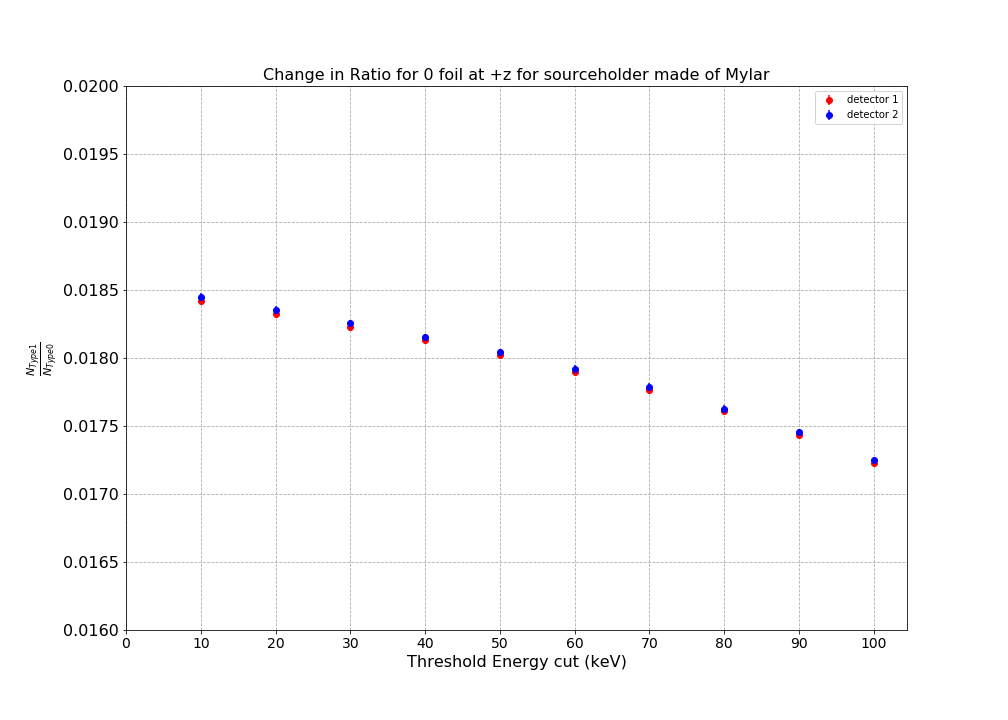 Change in Ratio for 0 foil at +z for sourceholder made of Mylar
detector 1
detector 2
0.0200
0.0195
0.0190
0.0185
0.0180
0.0175
0.0170
0.0165
0.0160
N_Type1
N_Type0
0 10 20 30 40 50 60 70 80 90 100
Threshold Energy cut (keV)